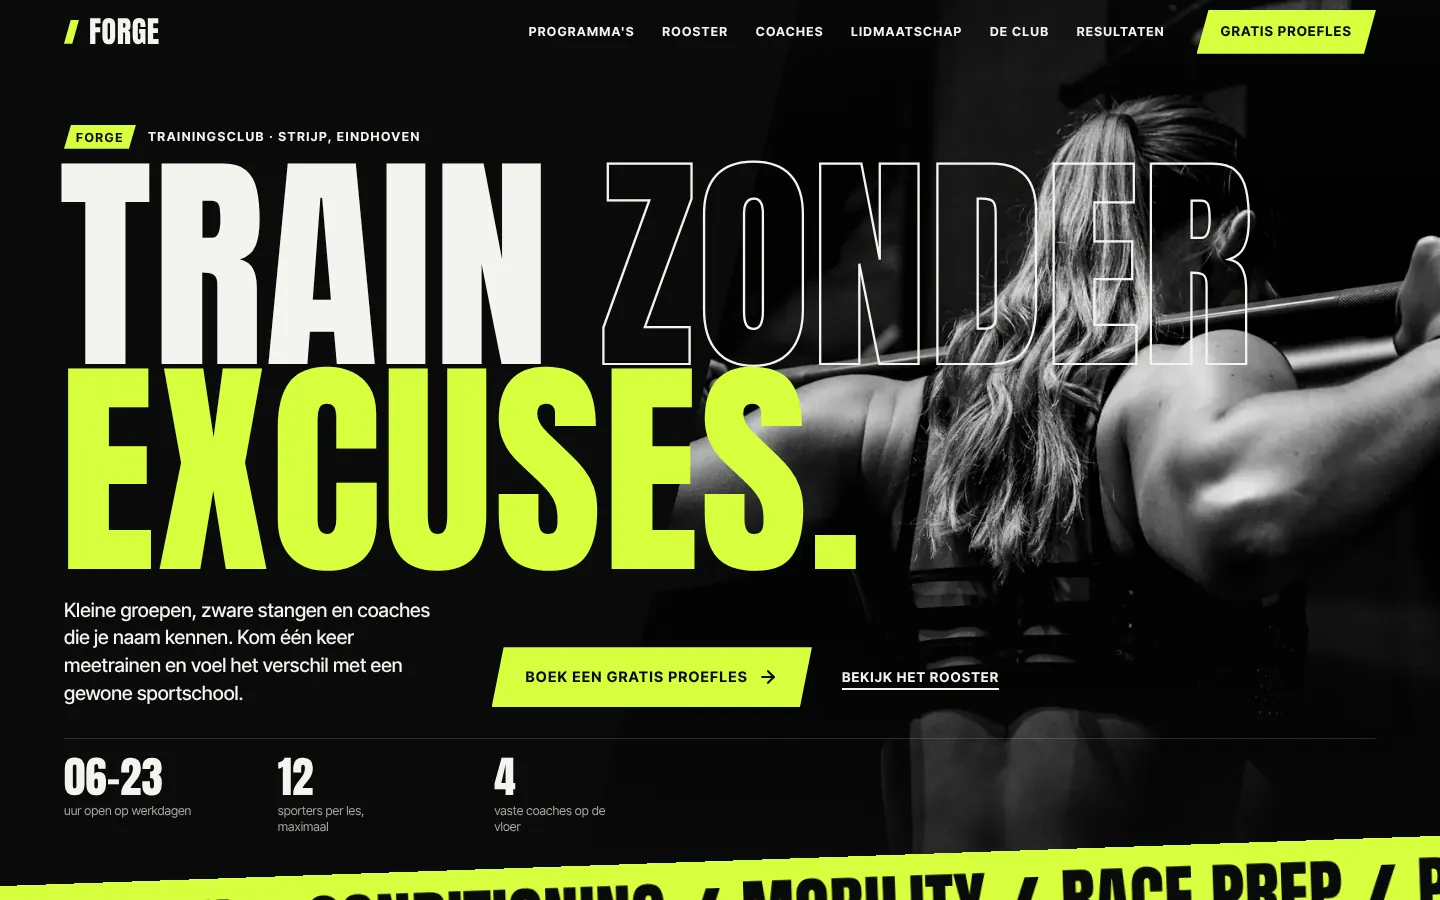 FORGE
PROGRAMMA'S ROOSTER COACHES LIDMAATSCHAP DE CLUB RESULTATEN GRATIS PROEFLES
FORGE TRAININGSCLUB · STRIJP, EINDHOVEN
TRAIN ZONDER
EXCUSES.
Kleine groepen, zware stangen en coaches
die je naam kennen. Kom één keer
meetrainen en voel het verschil met een
gewone sportschool.
BOEK EEN GRATIS PROEFLES →
BEKIJK HET ROOSTER
06-23
uur open op werkdagen
12
sporters per les,
maximaal
4
vaste coaches op de
vloer
CONDITIONING / MOBILITY / RACE PREP /